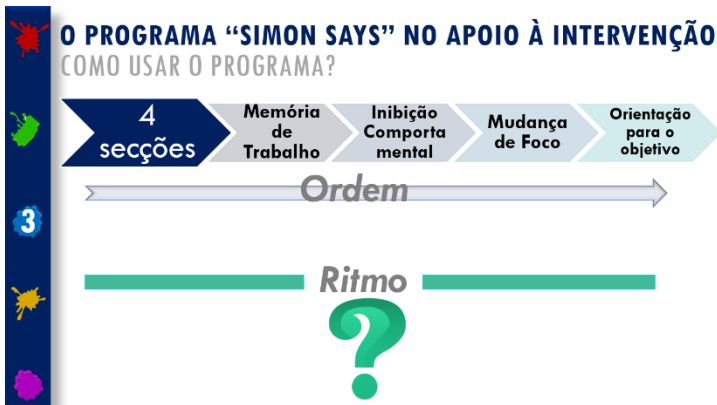 O PROGRAMA “SIMON SAYS” NO APOIO À INTERVENÇÃO
COMO USAR O PROGRAMA?
4
secções
Memória
de
Trabalho
Inibição
Comporta
mental
Mudança
de Foco
Orientação
para o
objetivo
Ordem
3
Ritmo
?